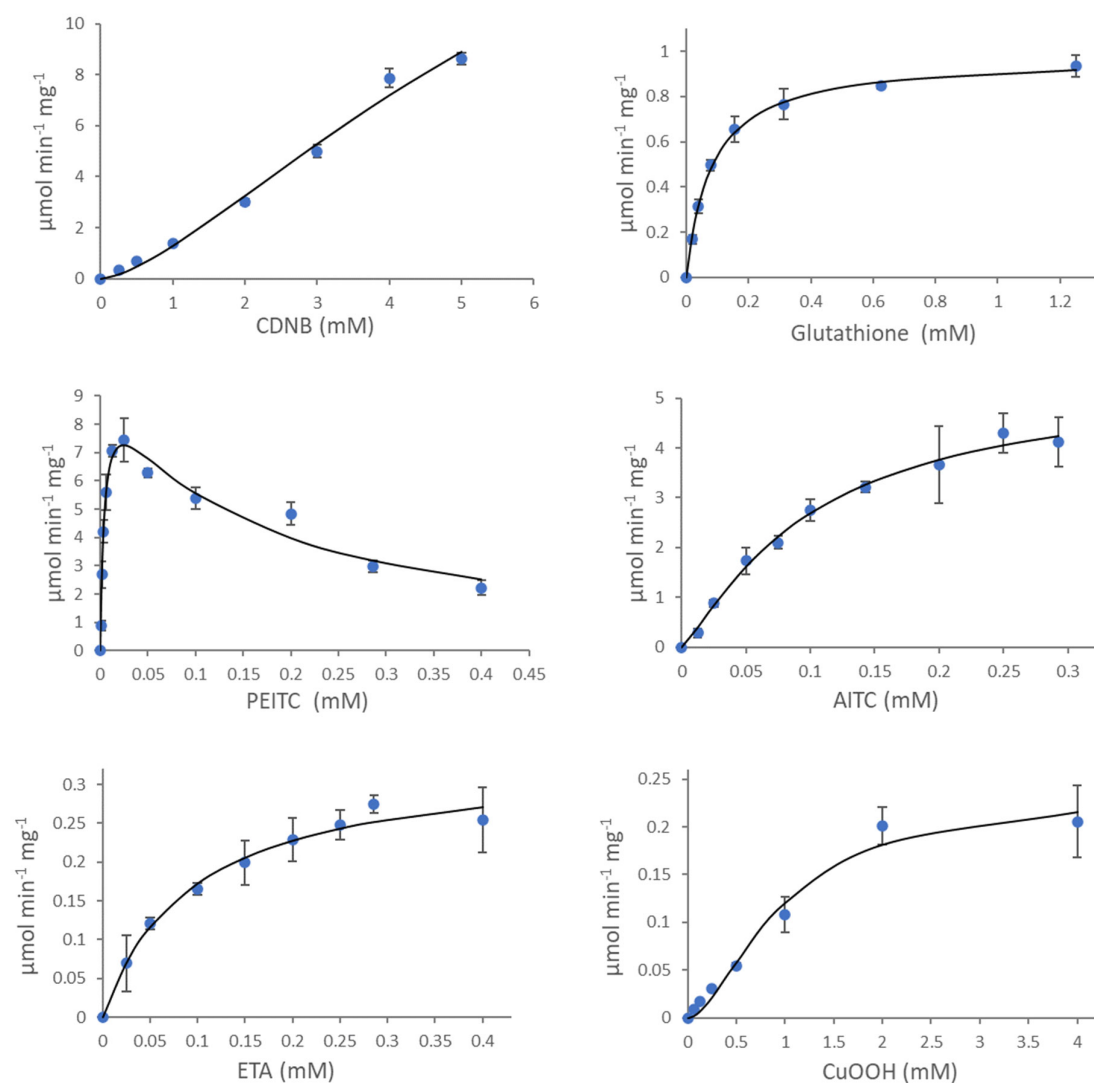 µmol min⁻¹ mg⁻¹
10
8
6
4
2
0
0 1 2 3 4 5 6
CDNB (mM)
µmol min⁻¹ mg⁻¹
1
0.8
0.6
0.4
0.2
0
0 0.2 0.4 0.6 0.8 1 1.2
Glutathione (mM)
µmol min⁻¹ mg⁻¹
9
8
7
6
5
4
3
2
1
0
0 0.05 0.1 0.15 0.2 0.25 0.3 0.35 0.4 0.45
PEITC (mM)
µmol min⁻¹ mg⁻¹
5
4
3
2
1
0
0 0.05 0.1 0.15 0.2 0.25 0.3
AITC (mM)
µmol min⁻¹ mg⁻¹
0.3
0.25
0.2
0.15
0.1
0.05
0
0 0.05 0.1 0.15 0.2 0.25 0.3 0.35 0.4
ETA (mM)
µmol min⁻¹ mg⁻¹
0.25
0.2
0.15
0.1
0.05
0
0 0.5 1 1.5 2 2.5 3 3.5 4
CuOOH (mM)